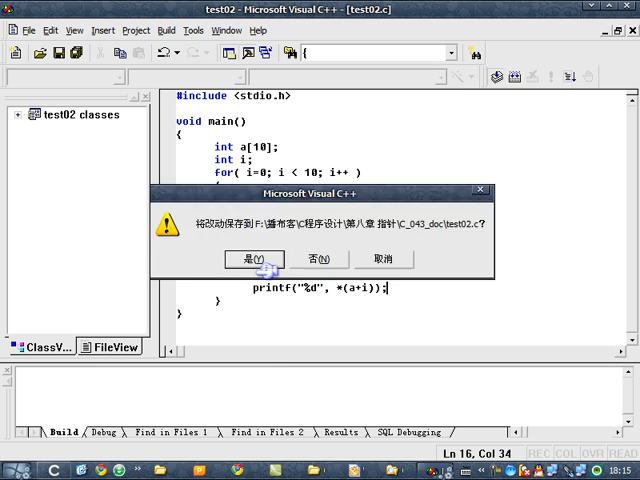 test02 - Microsoft Visual C++ - [test02.c]
File Edit View Insert Project Build Tools Window Help
{
test02 classes
#include <stdio.h>
void main()
{
int a[10];
int i;
for( i=0; i < 10; i++ )
{
Microsoft Visual C++
将改动保存到 F:\播布客\C程序设计\第八章 指针\C_043_doc\test02.c?
是(Y) 否(N) 取消
printf("%d", *(a+i));
}
}
ClassV... FileView
Build Debug Find in Files 1 Find in Files 2 Results SQL Debugging
Ln 16, Col 34 REC COL OVR READ
18:15